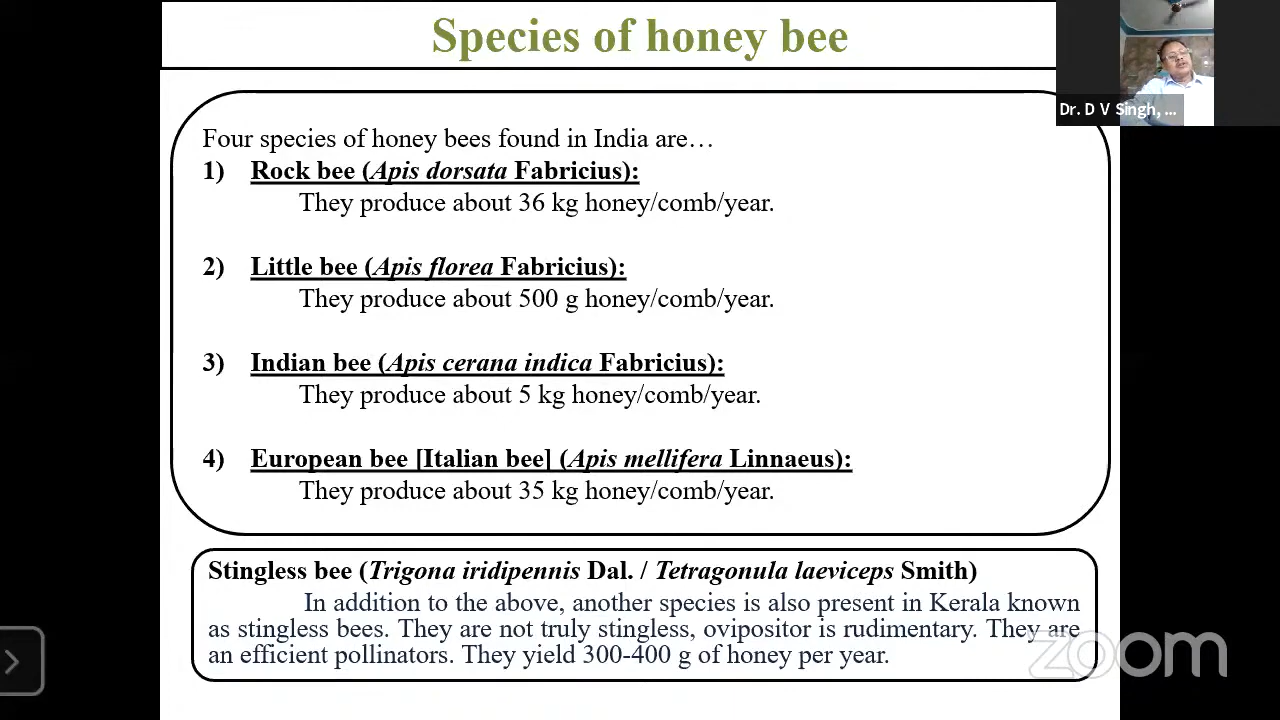 Species of honey bee
Dr. D V Singh, ...
Four species of honey bees found in India are…
1) Rock bee (Apis dorsata Fabricius):
They produce about 36 kg honey/comb/year.
2) Little bee (Apis florea Fabricius):
They produce about 500 g honey/comb/year.
3) Indian bee (Apis cerana indica Fabricius):
They produce about 5 kg honey/comb/year.
4) European bee [Italian bee] (Apis mellifera Linnaeus):
They produce about 35 kg honey/comb/year.
Stingless bee (Trigona iridipennis Dal. / Tetragonula laeviceps Smith)
In addition to the above, another species is also present in Kerala known
as stingless bees. They are not truly stingless, ovipositor is rudimentary. They are
an efficient pollinators. They yield 300-400 g of honey per year.
zoom